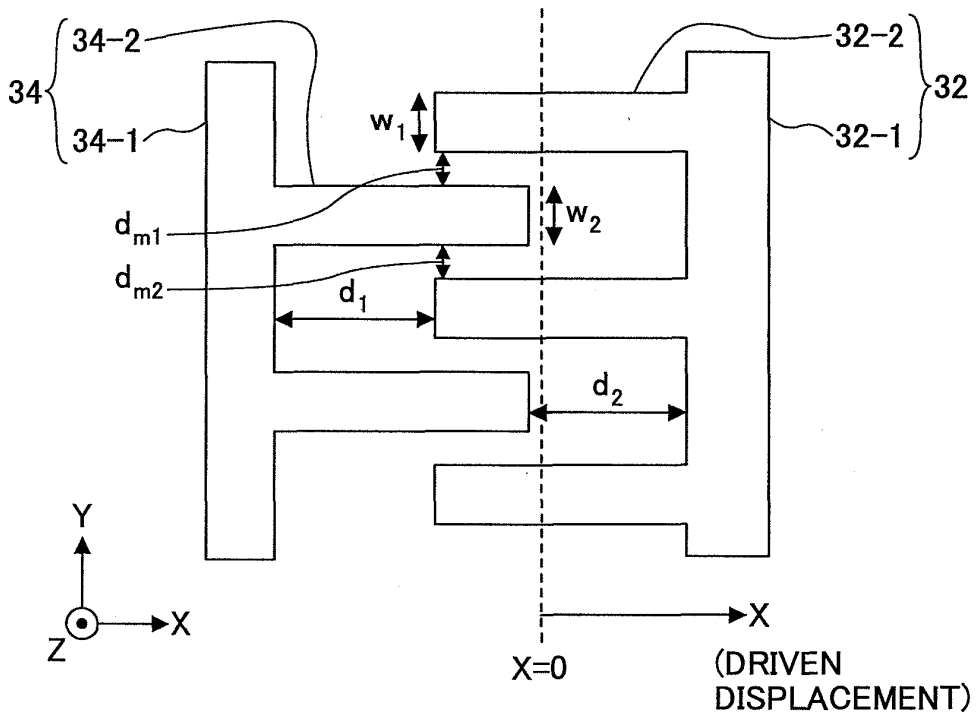 34
34-2
34-1
32-2
32-1
32
w1
dm1
w2
dm2
d1
d2
Y
X
Z
X=0
X
(DRIVEN
DISPLACEMENT)